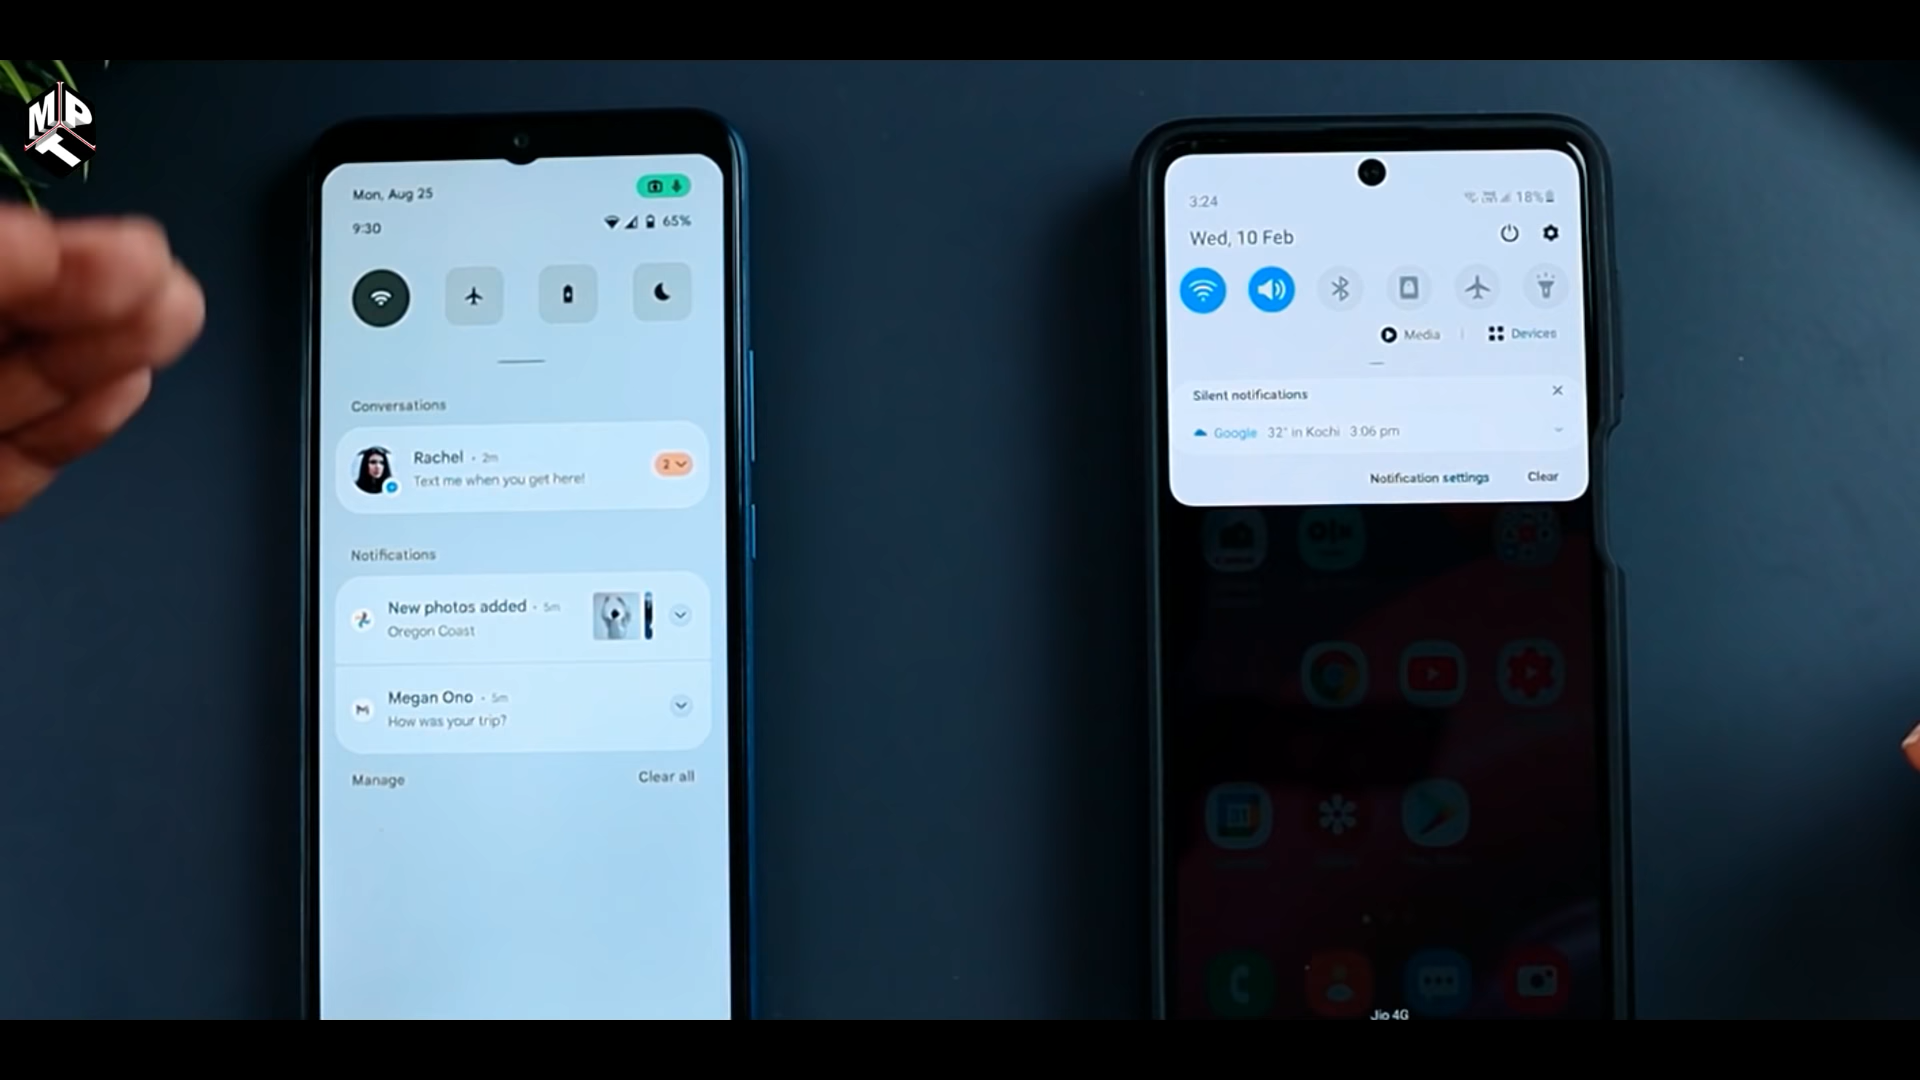 MPT
Mon, Aug 25
9:30
65%
Conversations
Rachel · 2m
Text me when you get here!
2
Notifications
New photos added · 5m
Oregon Coast
Megan Ono · 5m
How was your trip?
Manage
Clear all
3:24
18%
Wed, 10 Feb
Media
Devices
Silent notifications
Google 32° in Kochi 3:06 pm
Notification settings
Clear
OLX
31
Jio 4G